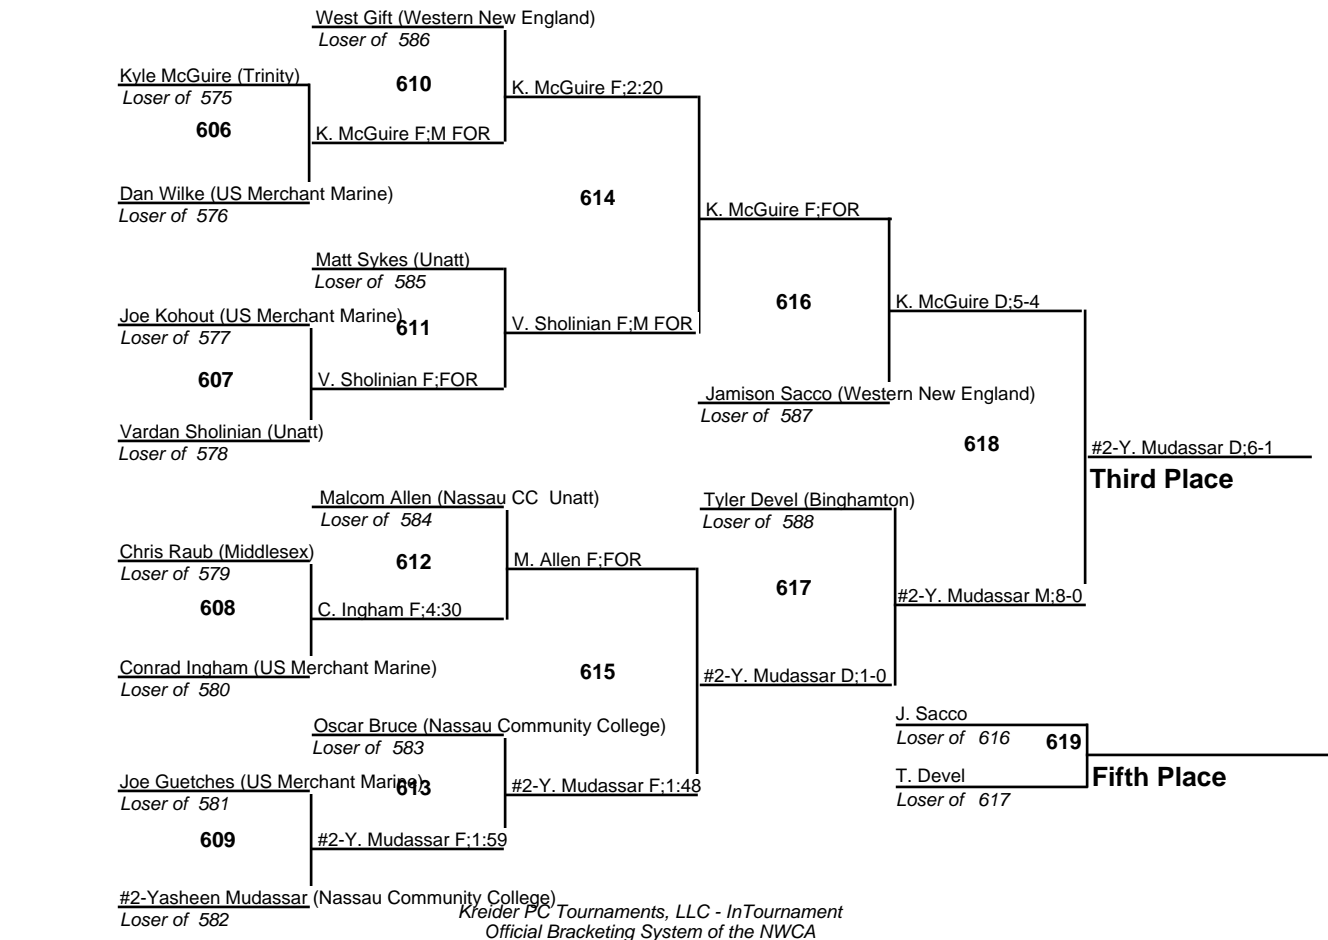 West Gift (Western New England)
Loser of 586
Kyle McGuire (Trinity)
Loser of 575
610
K. McGuire F;2:20
606
K. McGuire F;M FOR
Dan Wilke (US Merchant Marine)
Loser of 576
614
K. McGuire F;FOR
Matt Sykes (Unatt)
Loser of 585
Joe Kohout (US Merchant Marine)
Loser of 577
611
V. Sholinian F;M FOR
616
K. McGuire D;5-4
607
V. Sholinian F;FOR
Jamison Sacco (Western New England)
Loser of 587
Vardan Sholinian (Unatt)
Loser of 578
618
#2-Y. Mudassar D;6-1
Third Place
Malcom Allen (Nassau CC Unatt)
Loser of 584
Tyler Devel (Binghamton)
Loser of 588
Chris Raub (Middlesex)
Loser of 579
612
M. Allen F;FOR
617
#2-Y. Mudassar M;8-0
608
C. Ingham F;4:30
Conrad Ingham (US Merchant Marine)
Loser of 580
615
#2-Y. Mudassar D;1-0
Oscar Bruce (Nassau Community College)
Loser of 583
J. Sacco
Loser of 616
619
Joe Guetches (US Merchant Marine)
Loser of 581
613
#2-Y. Mudassar F;1:48
T. Devel
Loser of 617
Fifth Place
609
#2-Y. Mudassar F;1:59
#2-Yasheen Mudassar (Nassau Community College)
Loser of 582
Kreider PC Tournaments, LLC - InTournament
Official Bracketing System of the NWCA